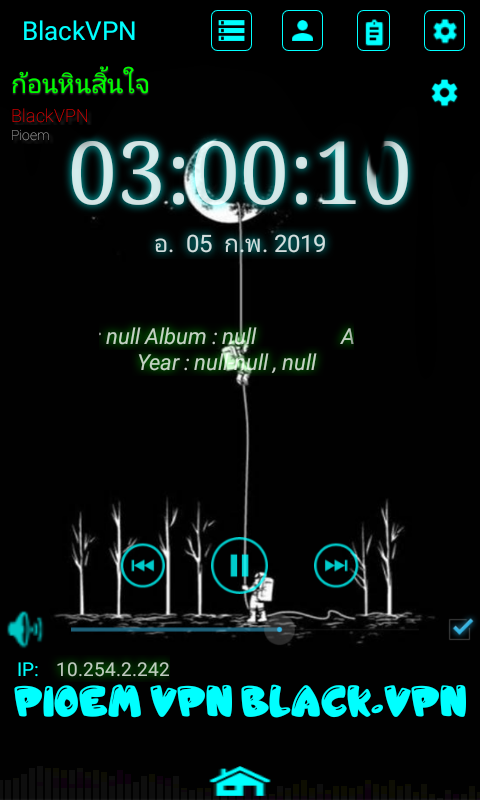 BlackVPN
ก้อนหินสิ้นใจ
BlackVPN
Pioem
03:00:10
อ. 05 ก.พ. 2019
null Album : null A
Year : null null , null
IP: 10.254.2.242
PIOEM VPN BLACK.VPN